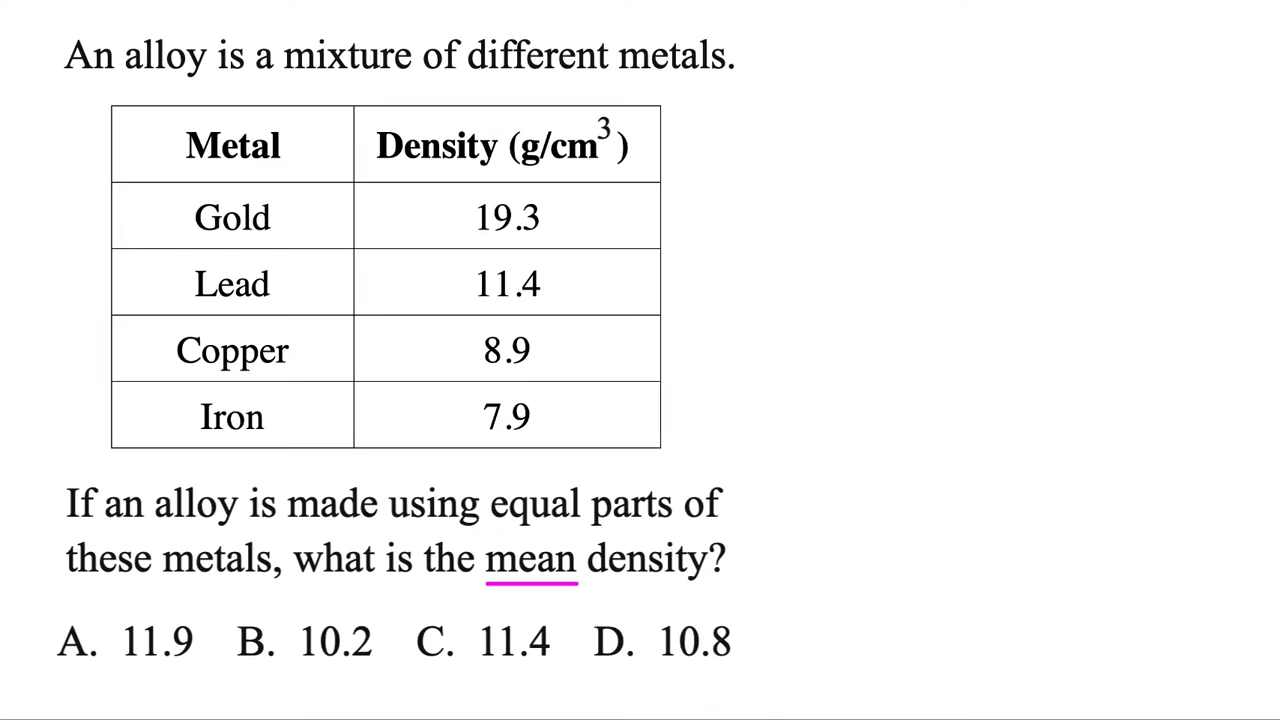 An alloy is a mixture of different metals.
Metal Density (g/cm³)
Gold 19.3
Lead 11.4
Copper 8.9
Iron 7.9
If an alloy is made using equal parts of
these metals, what is the mean density?
A. 11.9 B. 10.2 C. 11.4 D. 10.8